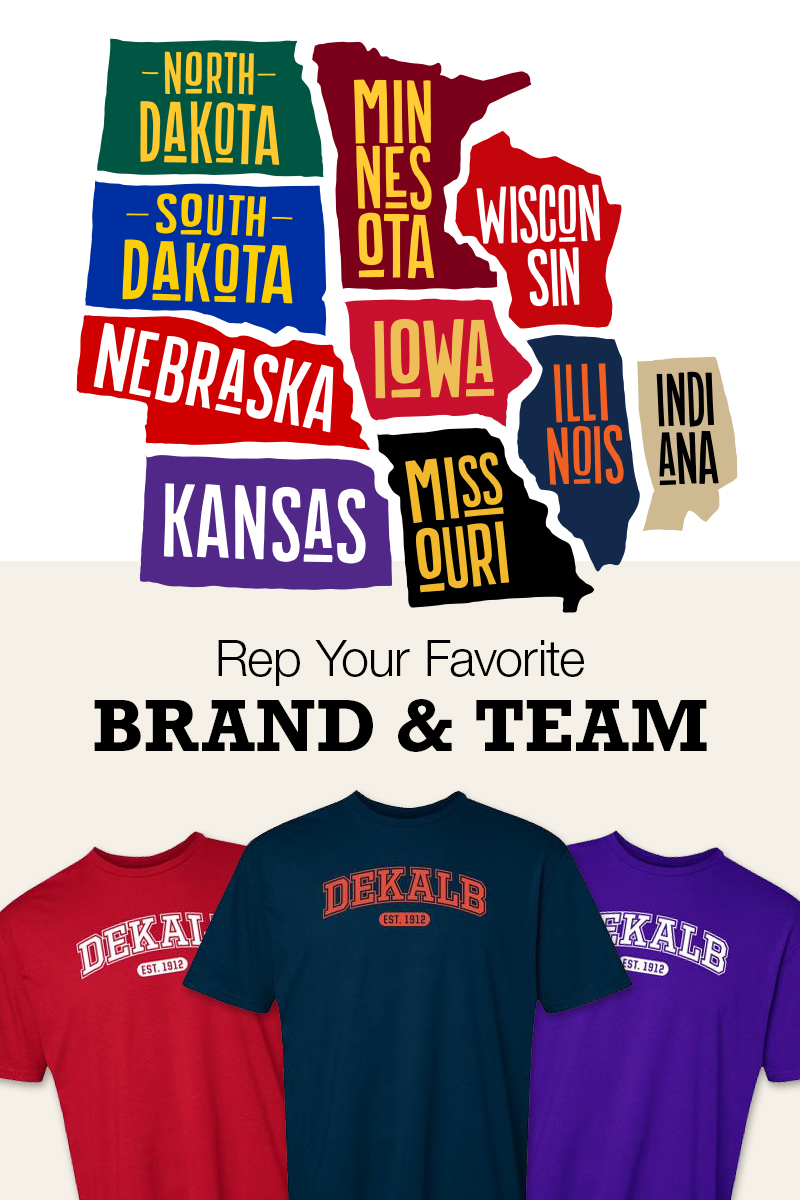 –NORTH–
DAKOTA
–SOUTH–
DAKOTA
NEBRASKA
KANSAS
MIN
NES
OTA
IOWA
MISS
OURI
WISCON
SIN
ILLI
NOIS
INDI
ANA
Rep Your Favorite
BRAND & TEAM
DEKAL
EST. 1912
DEKALB
EST. 1912
EKALB
EST. 1912